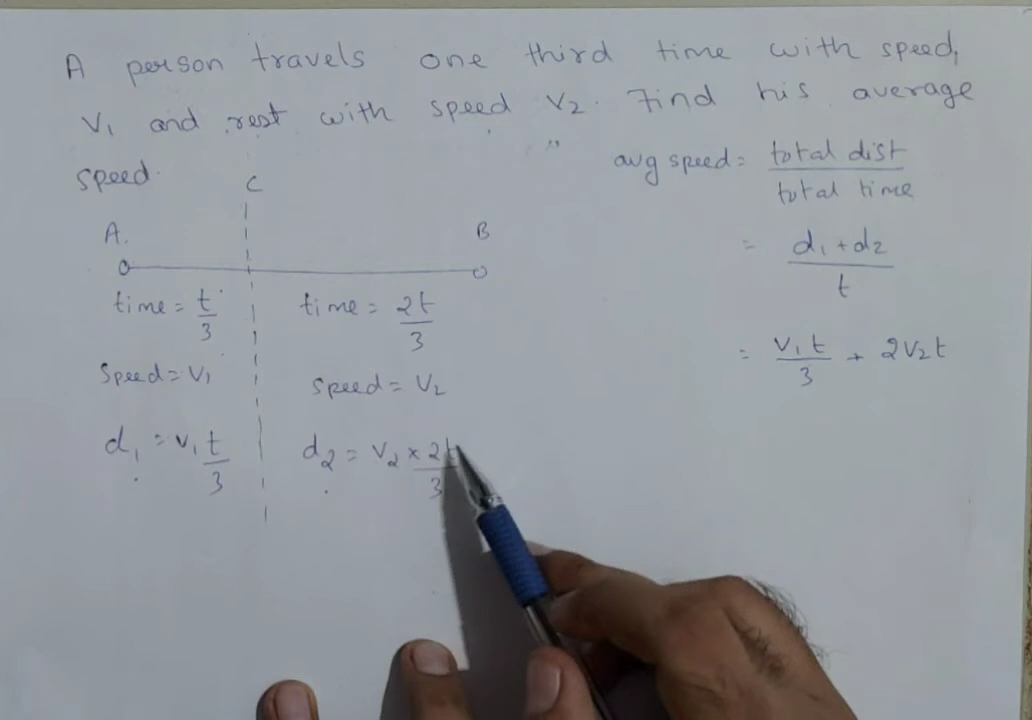 A person travels one third time with speed,
V1 and rest with speed V2. Find his average
speed.
avg speed = total dist / total time
C
A.
B
= d1 + d2 / t
time = t/3
time = 2t/3
= V1 t / 3 + 2V2 t
Speed = V1
Speed = V2
d1 = V1 t/3
d2 = V2 × 2t/3